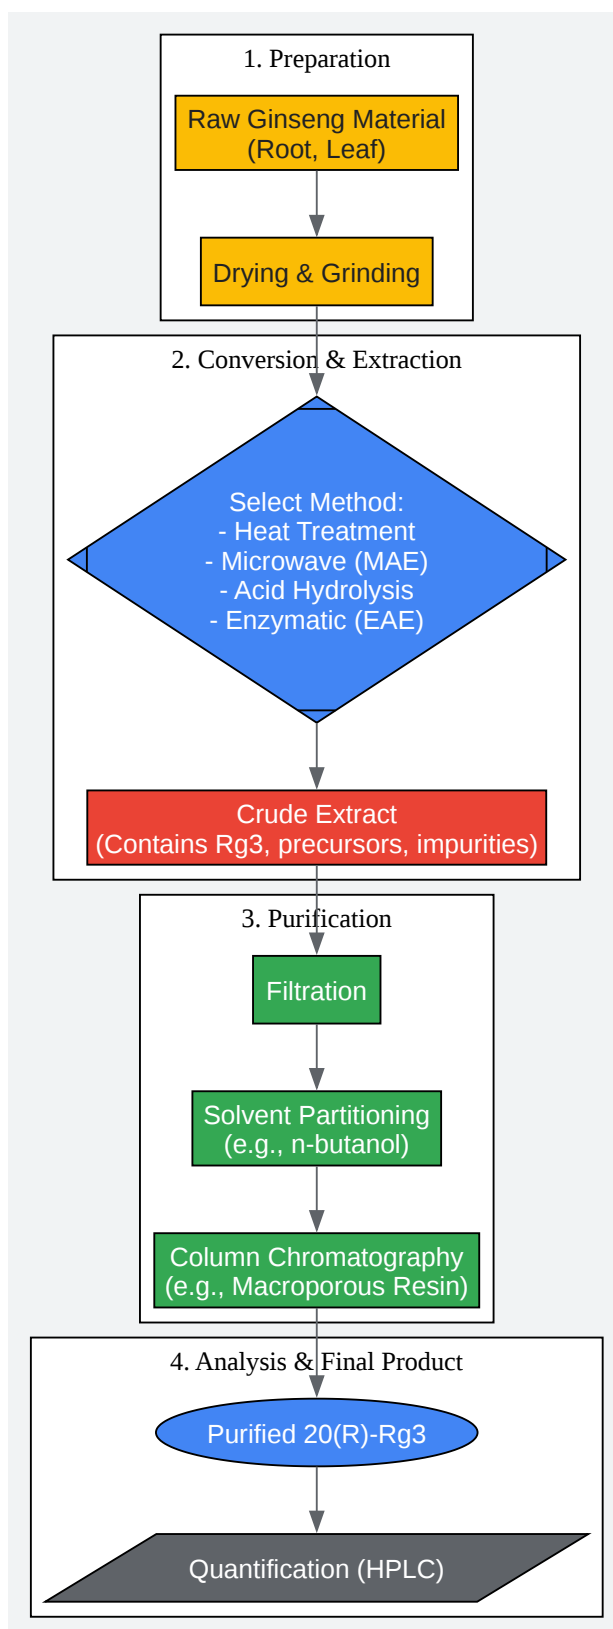 1. Preparation
Raw Ginseng Material
(Root, Leaf)
Drying & Grinding
2. Conversion & Extraction
Select Method:
- Heat Treatment
- Microwave (MAE)
- Acid Hydrolysis
- Enzymatic (EAE)
Crude Extract
(Contains Rg3, precursors, impurities)
3. Purification
Filtration
Solvent Partitioning
(e.g., n-butanol)
Column Chromatography
(e.g., Macroporous Resin)
4. Analysis & Final Product
Purified 20(R)-Rg3
Quantification (HPLC)